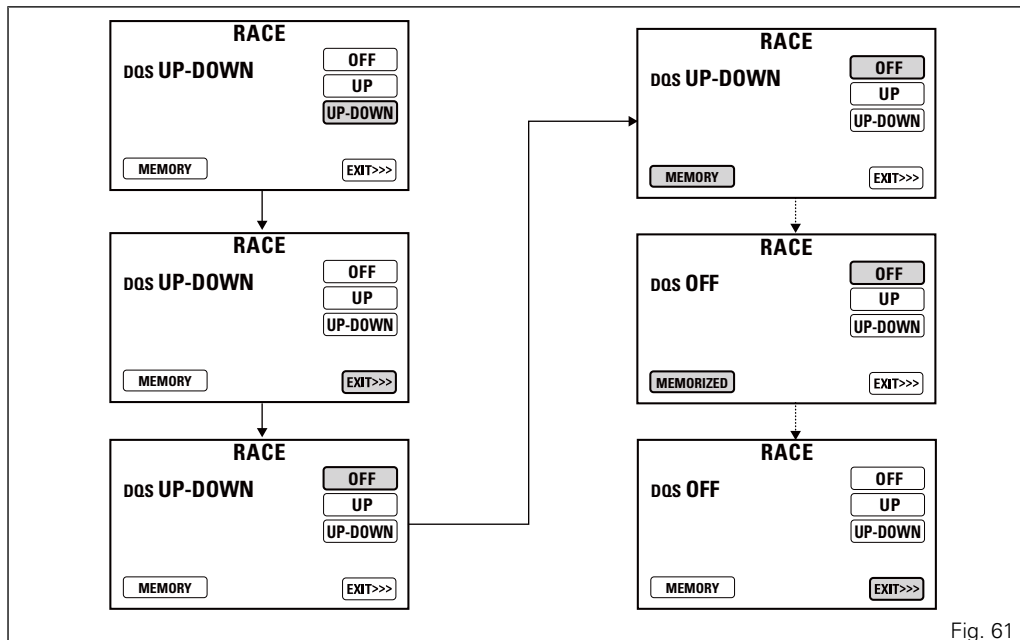 RACE
DQS UP-DOWN
OFF
UP
UP-DOWN
MEMORY
EXIT>>>
RACE
DQS UP-DOWN
OFF
UP
UP-DOWN
MEMORY
EXIT>>>
RACE
DQS UP-DOWN
OFF
UP
UP-DOWN
MEMORY
EXIT>>>
RACE
DQS UP-DOWN
OFF
UP
UP-DOWN
MEMORY
EXIT>>>
RACE
DQS OFF
OFF
UP
UP-DOWN
MEMORIZED
EXIT>>>
RACE
DQS OFF
OFF
UP
UP-DOWN
MEMORY
EXIT>>>
Fig. 61